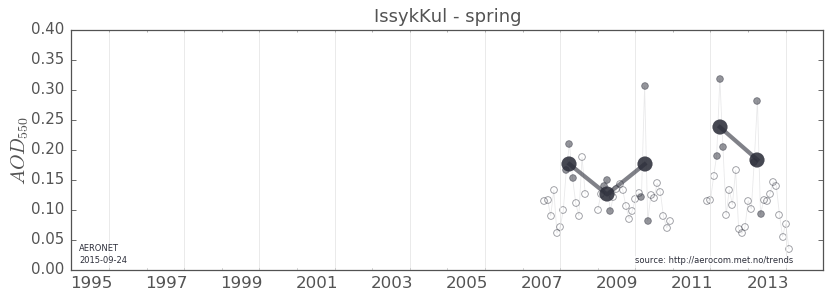 IssykKul - spring
0.40
0.35
0.30
0.25
0.20
0.15
0.10
0.05
0.00
AOD550
AERONET
2015-09-24
source: http://aerocom.met.no/trends
1995 1997 1999 2001 2003 2005 2007 2009 2011 2013